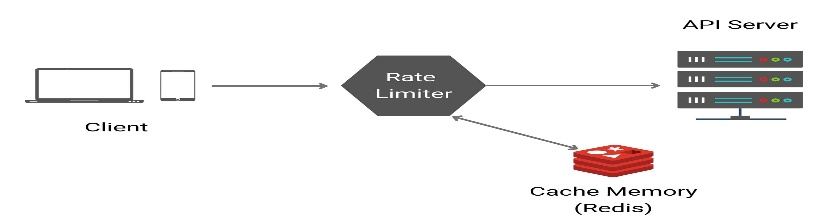 API Server
Rate
Limiter
Client
Cache Memory
(Redis)